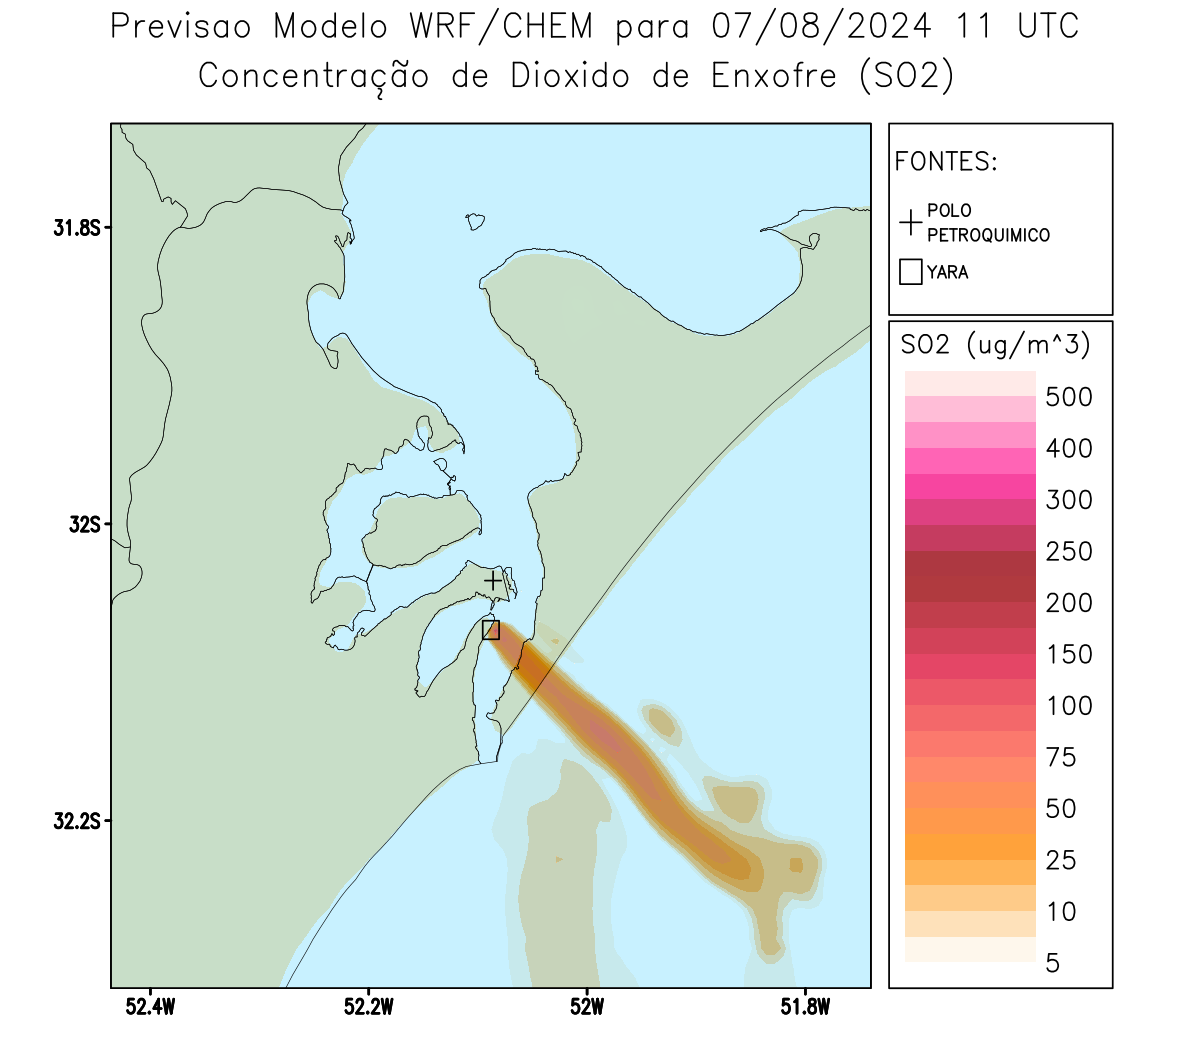 Previsao Modelo WRF/CHEM para 07/08/2024 11 UTC
Concentração de Dioxido de Enxofre (SO2)
FONTES:
POLO
PETROQUIMICO
YARA
SO2 (ug/m^3)
500
400
300
250
200
150
100
75
50
25
10
5
31.8S
32S
32.2S
52.4W
52.2W
52W
51.8W